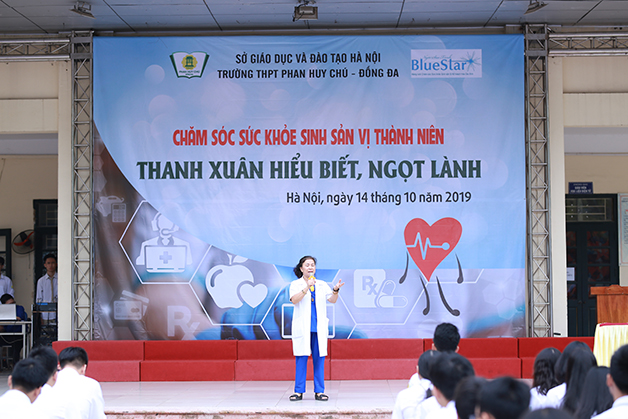 SỞ GIÁO DỤC VÀ ĐÀO TẠO HÀ NỘI
TRƯỜNG THPT PHAN HUY CHÚ - ĐỐNG ĐA
BlueStar
CHĂM SÓC SỨC KHỎE SINH SẢN VỊ THÀNH NIÊN
THANH XUÂN HIỂU BIẾT, NGỌT LÀNH
Hà Nội, ngày 14 tháng 10 năm 2019